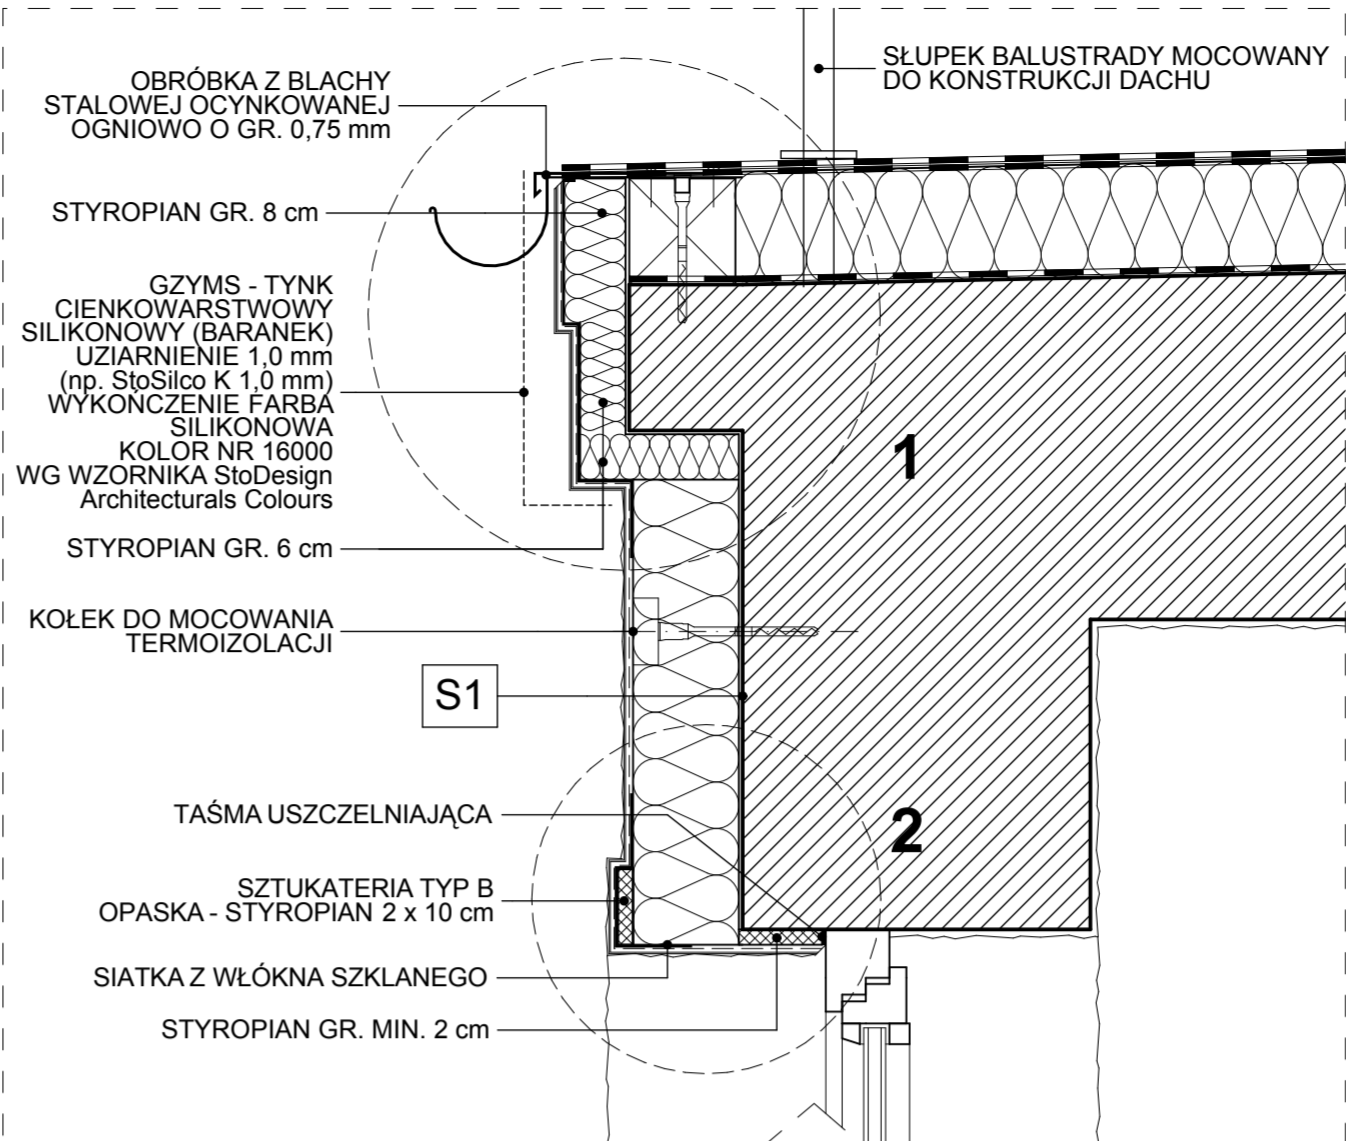 OBRÓBKA Z BLACHY
STALOWEJ OCYNKOWANEJ
OGNIOWO O GR. 0,75 mm
SŁUPEK BALUSTRADY MOCOWANY
DO KONSTRUKCJI DACHU
STYROPIAN GR. 8 cm
GZYMS - TYNK
CIENKOWARSTWOWY
SILIKONOWY (BARANEK)
UZIARNIENIE 1,0 mm
(np. StoSilco K 1,0 mm)
WYKOŃCZENIE FARBA
SILIKONOWA
KOLOR NR 16000
WG WZORNIKA StoDesign
Architecturals Colours
1
STYROPIAN GR. 6 cm
KOŁEK DO MOCOWANIA
TERMOIZOLACJI
S1
TAŚMA USZCZELNIAJĄCA
2
SZTUKATERIA TYP B
OPASKA - STYROPIAN 2 x 10 cm
SIATKA Z WŁÓKNA SZKLANEGO
STYROPIAN GR. MIN. 2 cm